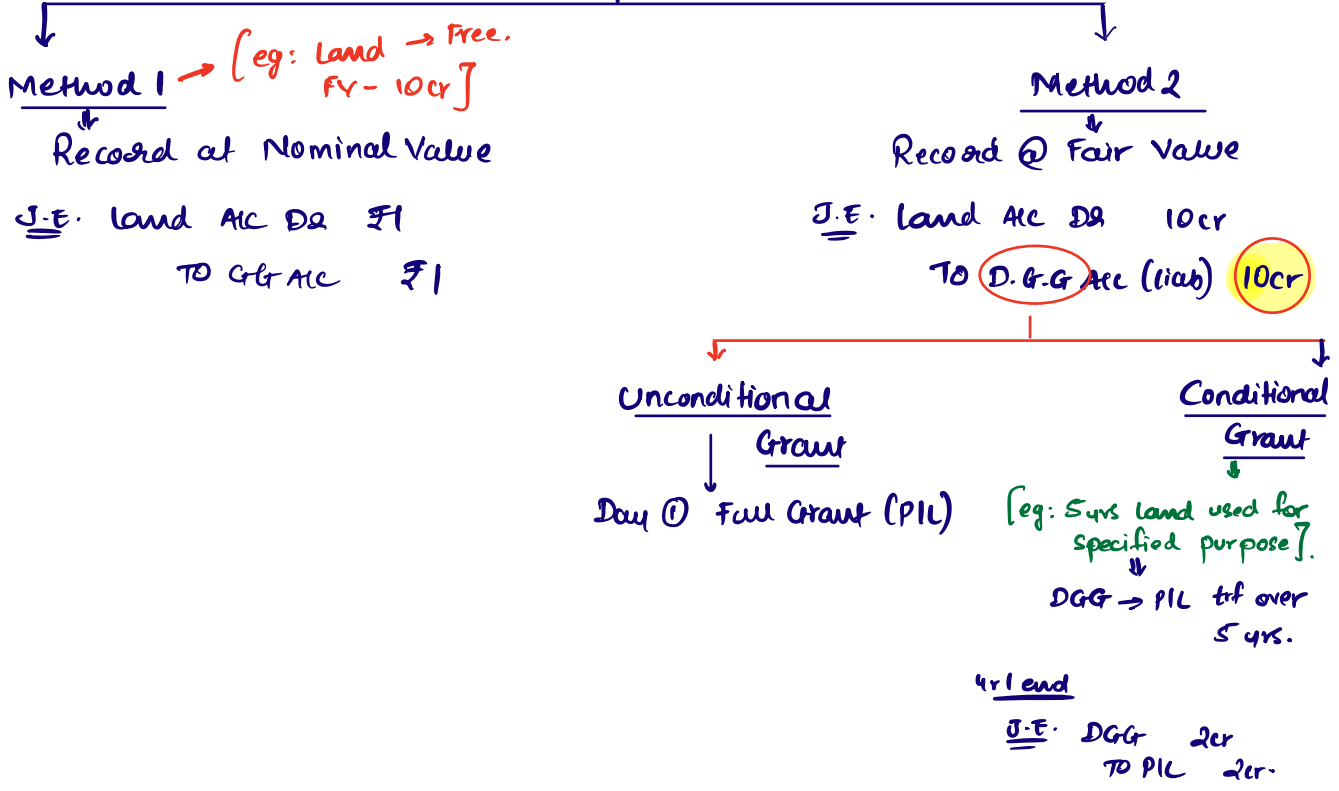 Method 1 → [eg: Land → Free.
FV - 10cr]
Record at Nominal Value
J.E. Land A/c DR ₹1
TO GG A/c ₹1
Method 2
Record @ Fair Value
J.E. Land A/c DR 10cr
TO D.G.G A/c (liab) 10cr
Unconditional
Grant
Day ① Full Grant (P/L)
Conditional
Grant
[eg: 5yrs land used for
specified purpose].
DGG → P/L trf over
5 yrs.
Yr 1 end
J.E. DGG 2cr
TO P/L 2cr.